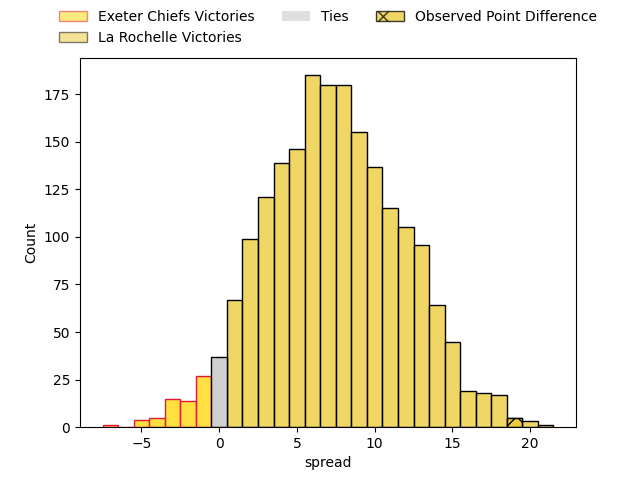 Exeter Chiefs Victories
La Rochelle Victories
Ties
Observed Point Difference
Count
175
150
125
100
75
50
25
0
−5
0
5
10
15
20
spread